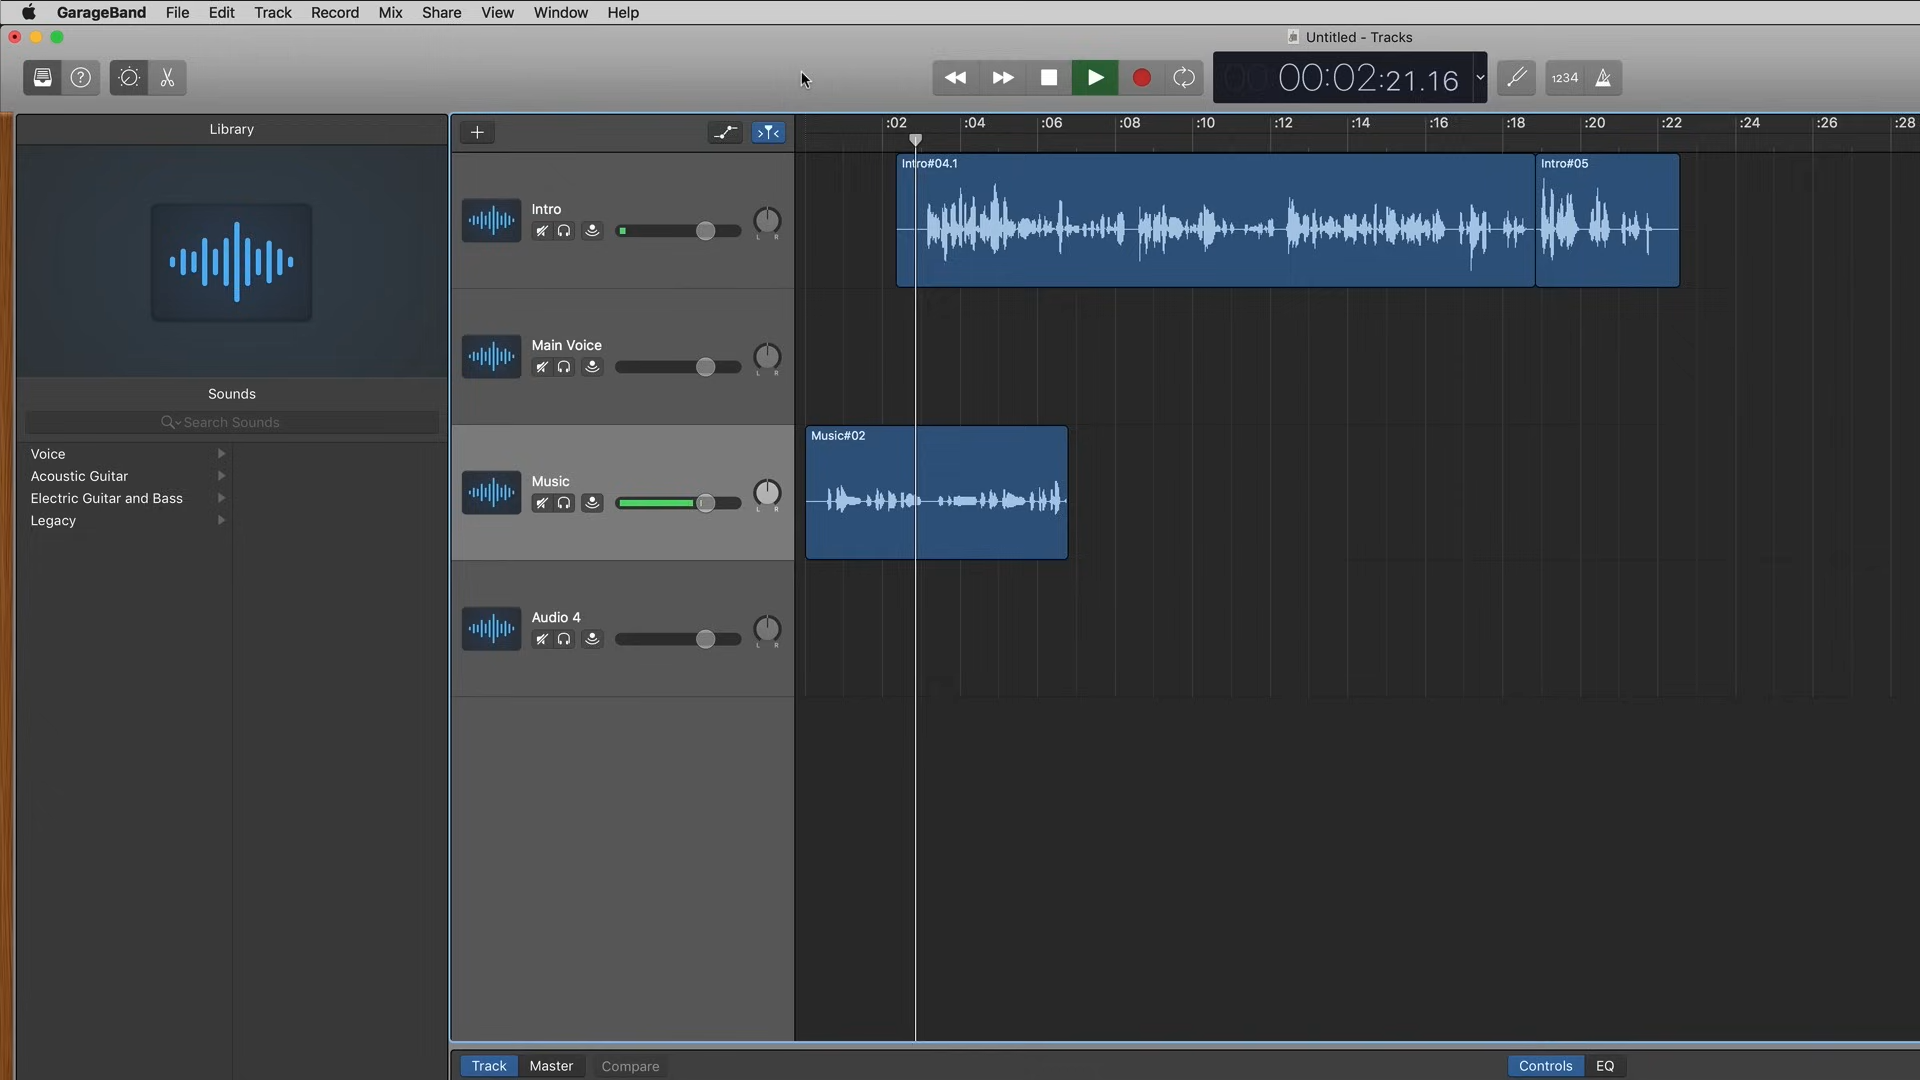 GarageBand File Edit Track Record Mix Share View Window Help
Untitled - Tracks
00 00:02:21.16
1234
Library
:02 :04 :06 :08 :10 :12 :14 :16 :18 :20 :22 :24 :26 :28
Intro#04.1
Intro#05
Intro
L R
Main Voice
L R
Sounds
Search Sounds
Voice
Acoustic Guitar
Electric Guitar and Bass
Legacy
Music#02
Music
L R
Audio 4
L R
Track Master Compare
Controls EQ